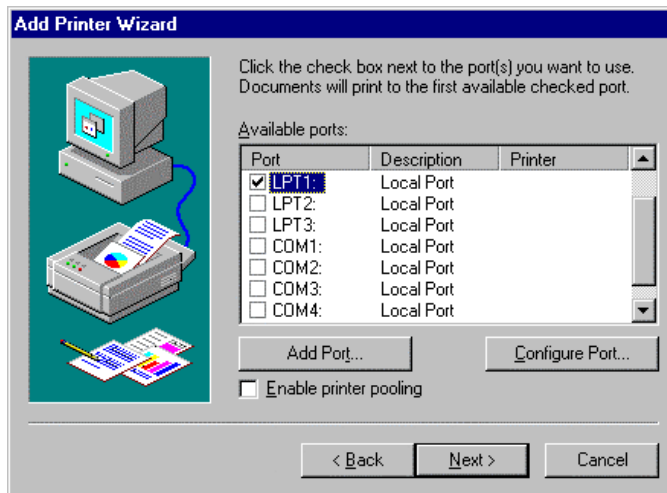 Add Printer Wizard
Click the check box next to the port(s) you want to use.
Documents will print to the first available checked port.
Available ports:
Port Description Printer
LPT1: Local Port
LPT2: Local Port
LPT3: Local Port
COM1: Local Port
COM2: Local Port
COM3: Local Port
COM4: Local Port
Add Port... Configure Port...
Enable printer pooling
< Back Next > Cancel